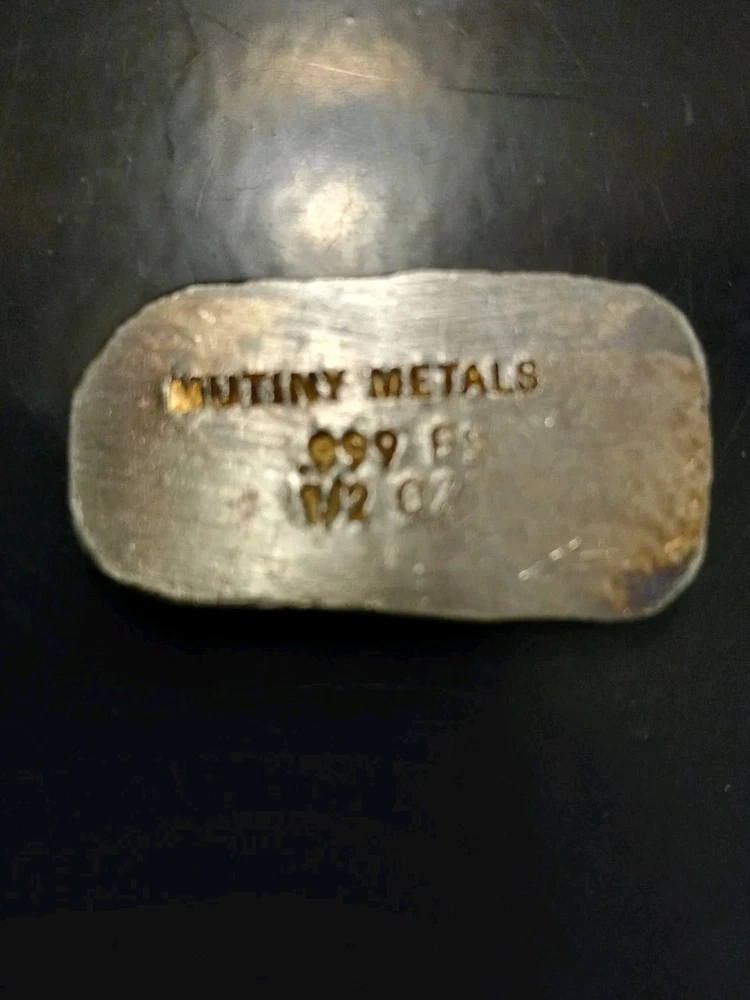 MUTINY METALS
.999 FS
1/2 OZ